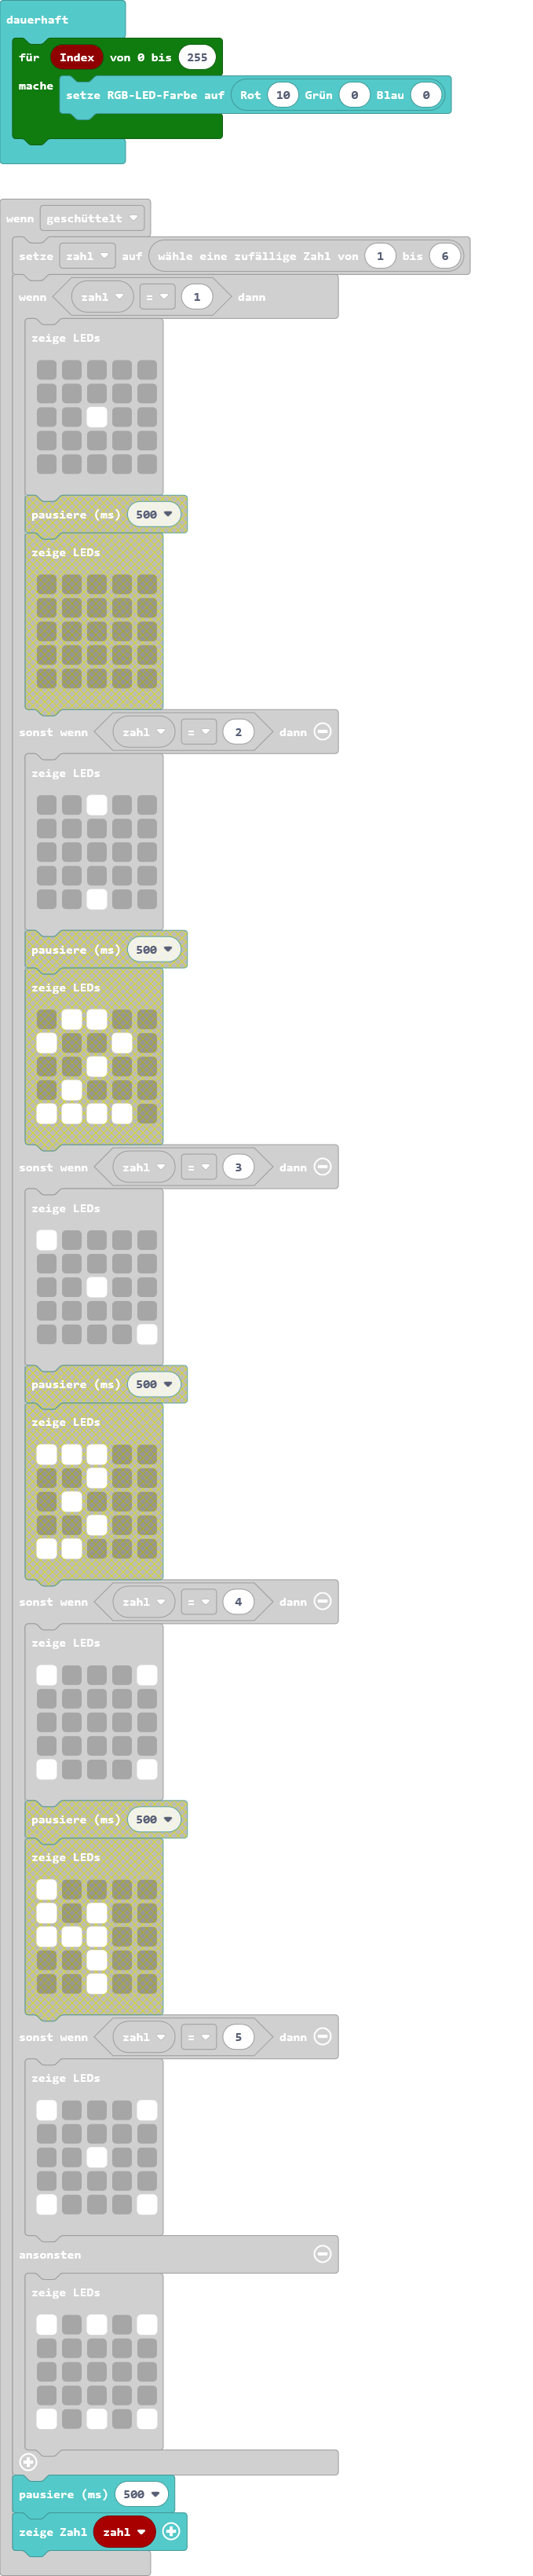 dauerhaft
für Index von 0 bis 255
mache setze RGB-LED-Farbe auf Rot 10 Grün 0 Blau 0
wenn geschüttelt
setze zahl auf wähle eine zufällige Zahl von 1 bis 6
wenn zahl = 1 dann
zeige LEDs
pausiere (ms) 500
zeige LEDs
sonst wenn zahl = 2 dann
zeige LEDs
pausiere (ms) 500
zeige LEDs
sonst wenn zahl = 3 dann
zeige LEDs
pausiere (ms) 500
zeige LEDs
sonst wenn zahl = 4 dann
zeige LEDs
pausiere (ms) 500
zeige LEDs
sonst wenn zahl = 5 dann
zeige LEDs
ansonsten
zeige LEDs
pausiere (ms) 500
zeige Zahl zahl